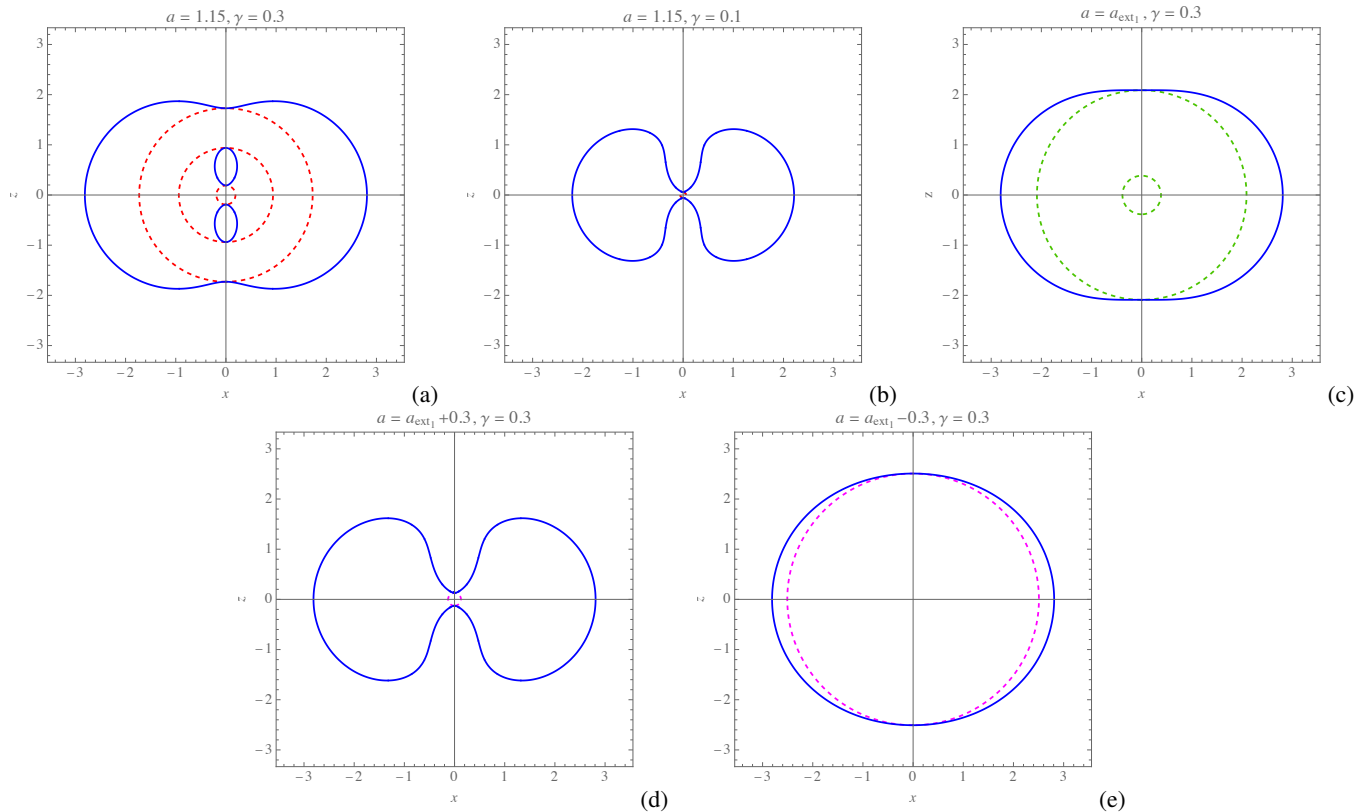 a = 1.15, γ = 0.3
3
2
1
0
−1
−2
−3
z
−3 −2 −1 0 1 2 3
x
(a)
a = 1.15, γ = 0.1
3
2
1
0
−1
−2
−3
z
−3 −2 −1 0 1 2 3
x
(b)
a = a_ext₁, γ = 0.3
3
2
1
0
−1
−2
−3
z
−3 −2 −1 0 1 2 3
x
(c)
a = a_ext₁+0.3, γ = 0.3
3
2
1
0
−1
−2
−3
z
−3 −2 −1 0 1 2 3
x
(d)
a = a_ext₁−0.3, γ = 0.3
3
2
1
0
−1
−2
−3
z
−3 −2 −1 0 1 2 3
x
(e)